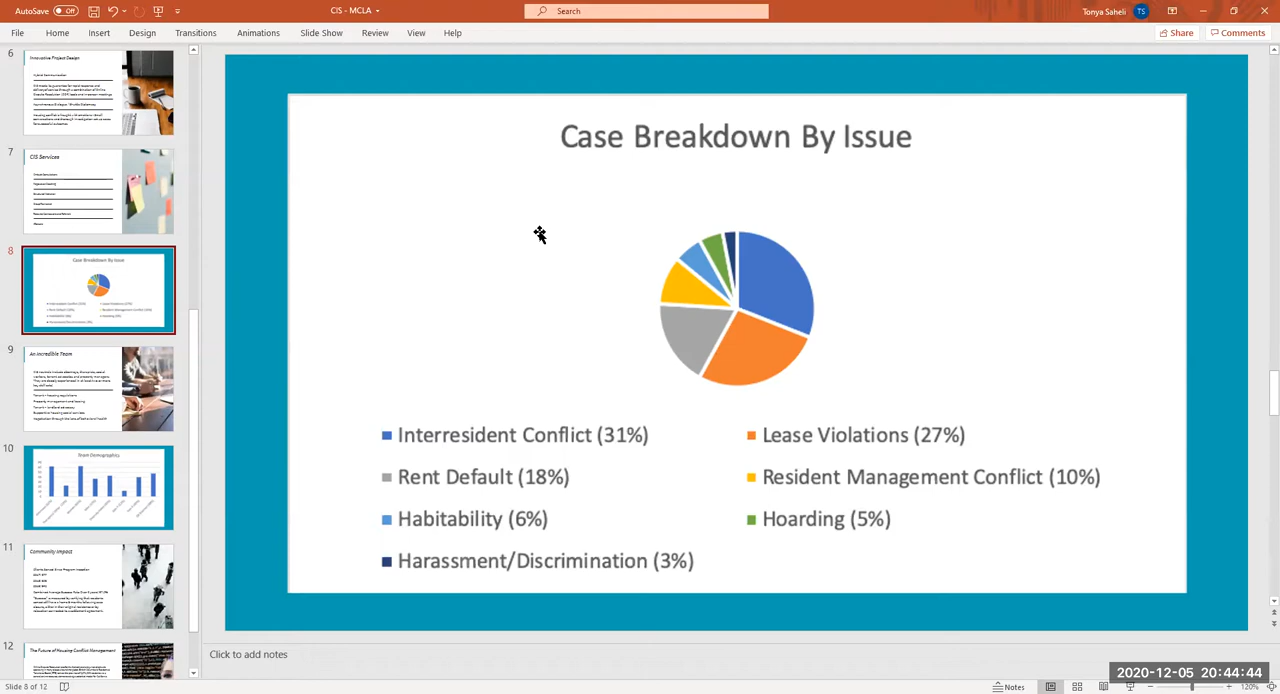 AutoSave Off
CIS - MCLA
Search
Tonya Saheli TS
File Home Insert Design Transitions Animations Slide Show Review View Help
Share Comments
6
Innovative Project Design
7
CIS Services
8
Case Breakdown By Issue
9
An Incredible Team
10
Team Demographics
11
Community Impact
12
The Future of Housing Conflict Management
Case Breakdown By Issue
Interresident Conflict (31%) Lease Violations (27%)
Rent Default (18%) Resident Management Conflict (10%)
Habitability (6%) Hoarding (5%)
Harassment/Discrimination (3%)
Click to add notes
2020-12-05 20:44:44
Slide 8 of 12
Notes
120%